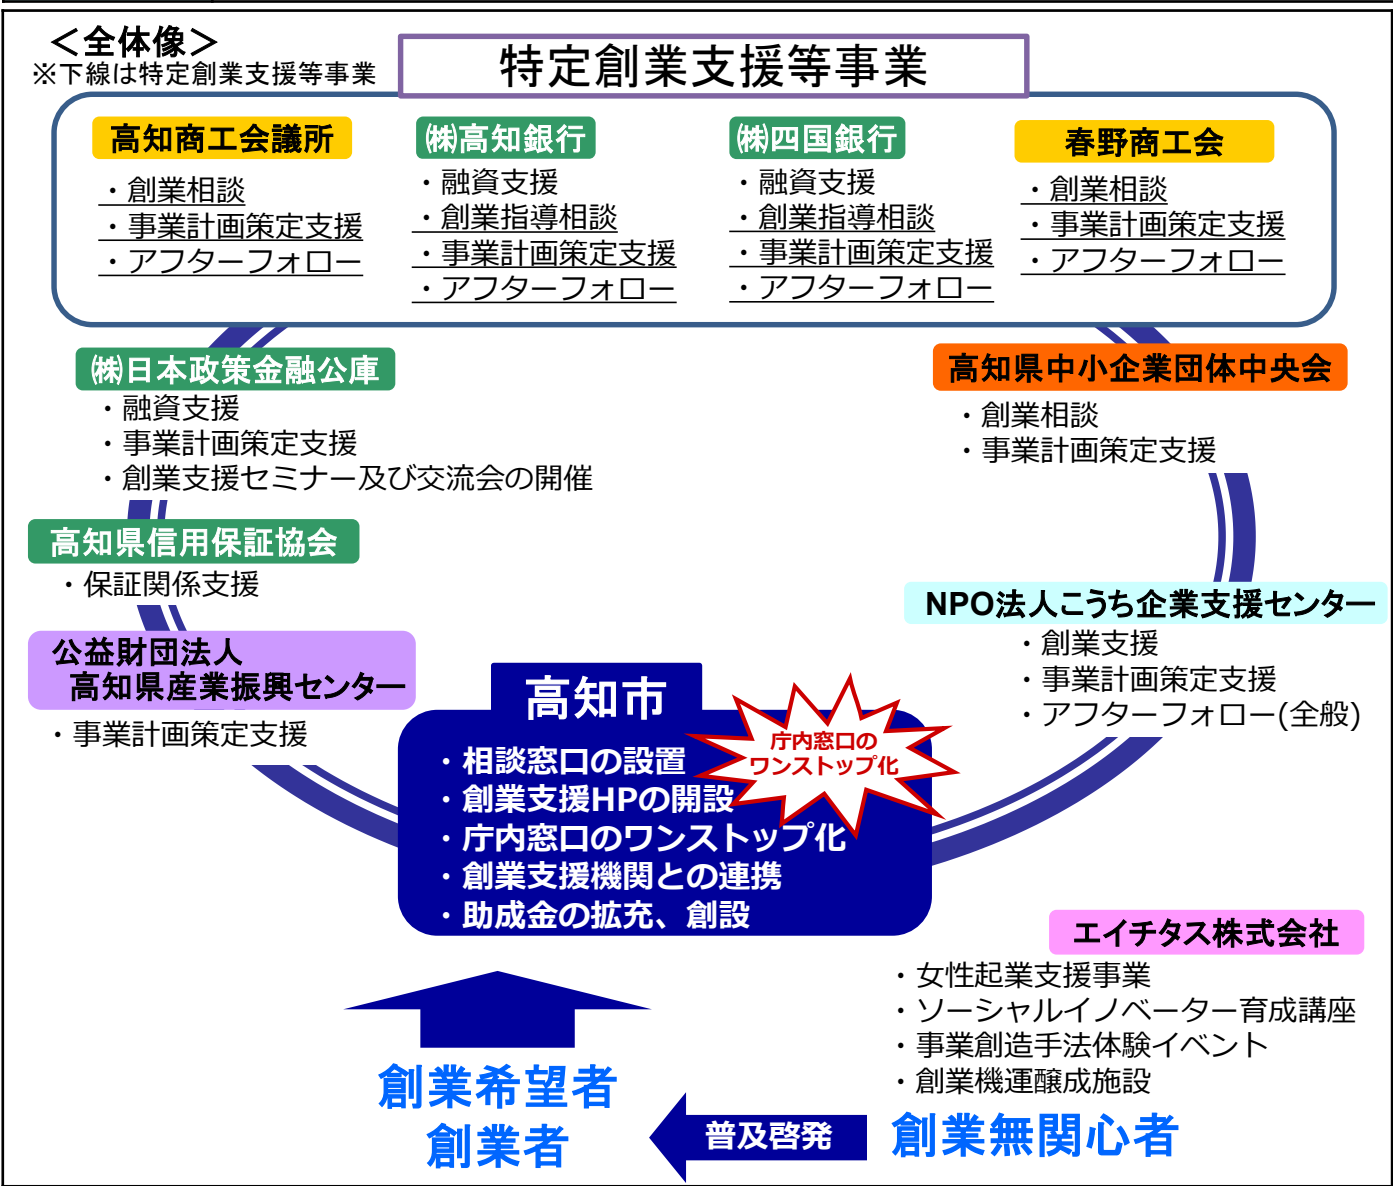 ＜全体像＞
※下線は特定創業支援等事業
特定創業支援等事業
高知商工会議所
・創業相談
・事業計画策定支援
・アフターフォロー
㈱高知銀行
・融資支援
・創業指導相談
・事業計画策定支援
・アフターフォロー
㈱四国銀行
・融資支援
・創業指導相談
・事業計画策定支援
・アフターフォロー
春野商工会
・創業相談
・事業計画策定支援
・アフターフォロー
㈱日本政策金融公庫
・融資支援
・事業計画策定支援
・創業支援セミナー及び交流会の開催
高知県中小企業団体中央会
・創業相談
・事業計画策定支援
高知県信用保証協会
・保証関係支援
NPO法人こうち企業支援センター
・創業支援
・事業計画策定支援
・アフターフォロー(全般)
公益財団法人
高知県産業振興センター
・事業計画策定支援
高知市
・相談窓口の設置
・創業支援HPの開設
・庁内窓口のワンストップ化
・創業支援機関との連携
・助成金の拡充、創設
庁内窓口の
ワンストップ化
エイチタス株式会社
・女性起業支援事業
・ソーシャルイノベーター育成講座
・事業創造手法体験イベント
・創業機運醸成施設
創業希望者
創業者
普及啓発
創業無関心者